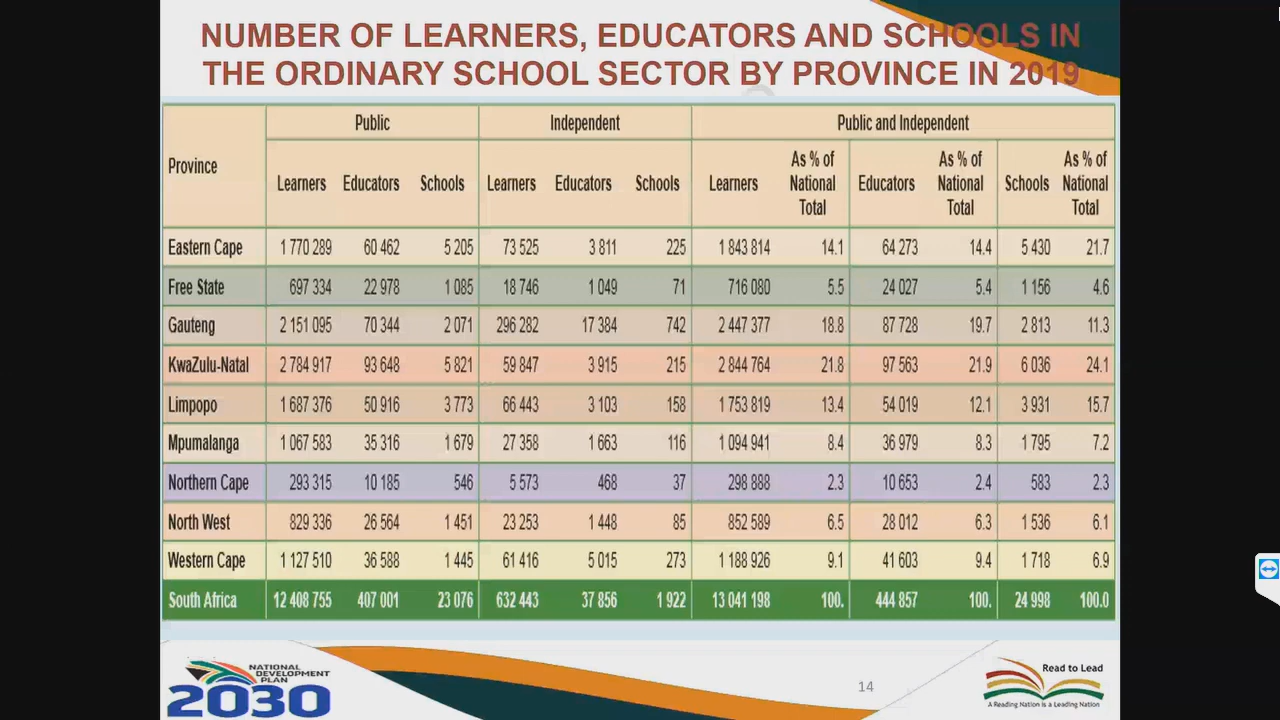 NUMBER OF LEARNERS, EDUCATORS AND SCHOOLS IN
THE ORDINARY SCHOOL SECTOR BY PROVINCE IN 2019
Province Public Independent Public and Independent
Learners Educators Schools Learners Educators Schools Learners As % of National Total Educators As % of National Total Schools As % of National Total
Eastern Cape 1 770 289 60 462 5 205 73 525 3 811 225 1 843 814 14.1 64 273 14.4 5 430 21.7
Free State 697 334 22 978 1 085 18 746 1 049 71 716 080 5.5 24 027 5.4 1 156 4.6
Gauteng 2 151 095 70 344 2 071 296 282 17 384 742 2 447 377 18.8 87 728 19.7 2 813 11.3
KwaZulu-Natal 2 784 917 93 648 5 821 59 847 3 915 215 2 844 764 21.8 97 563 21.9 6 036 24.1
Limpopo 1 687 376 50 916 3 773 66 443 3 103 158 1 753 819 13.4 54 019 12.1 3 931 15.7
Mpumalanga 1 067 583 35 316 1 679 27 358 1 663 116 1 094 941 8.4 36 979 8.3 1 795 7.2
Northern Cape 293 315 10 185 546 5 573 468 37 298 888 2.3 10 653 2.4 583 2.3
North West 829 336 26 564 1 451 23 253 1 448 85 852 589 6.5 28 012 6.3 1 536 6.1
Western Cape 1 127 510 36 588 1 445 61 416 5 015 273 1 188 926 9.1 41 603 9.4 1 718 6.9
South Africa 12 408 755 407 001 23 076 632 443 37 856 1 922 13 041 198 100. 444 857 100. 24 998 100.0
NATIONAL
DEVELOPMENT
PLAN
2030
14
Read to Lead
A Reading Nation is a Leading Nation